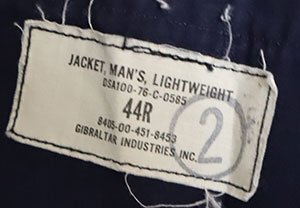 JACKET, MAN'S, LIGHTWEIGHT
DSA100-76-C-0585
44R
8405-00-451-8453
GIBRALTAR INDUSTRIES INC.
2